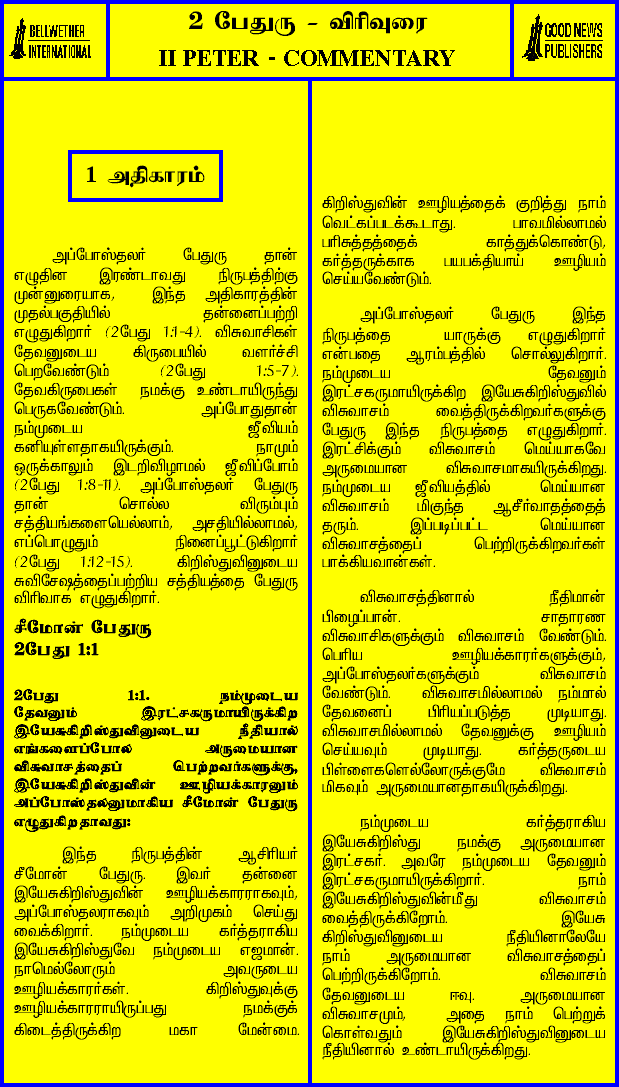 BELLWETHER
INTERNATIONAL
2 பேதுரு - விரிவுரை
II PETER - COMMENTARY
GOOD NEWS
PUBLISHERS
1 அதிகாரம்
அப்போஸ்தலர் பேதுரு தான்
எழுதின இரண்டாவது நிருபத்திற்கு
முன்னுரையாக, இந்த அதிகாரத்தின்
முதல்பகுதியில் தன்னைப்பற்றி
எழுதுகிறார் (2பேது 1:1-4). விசுவாசிகள்
தேவனுடைய கிருபையில் வளர்ச்சி
பெறவேண்டும் (2பேது 1:5-7).
தேவகிருபைகள் நமக்கு உண்டாயிருந்து
பெருகவேண்டும். அப்போதுதான்
நம்முடைய ஜீவியம்
கனியுள்ளதாகயிருக்கும். நாமும்
ஒருக்காலும் இடறிவிழாமல் ஜீவிப்போம்
(2பேது 1:8-11). அப்போஸ்தலர் பேதுரு
தான் சொல்ல விரும்பும்
சத்தியங்களையெல்லாம், அசதியில்லாமல்,
எப்பொழுதும் நினைப்பூட்டுகிறார்
(2பேது 1:12-15). கிறிஸ்துவினுடைய
சுவிசேஷத்தைப்பற்றிய சத்தியத்தை பேதுரு
விரிவாக எழுதுகிறார்.
சீமோன் பேதுரு
2பேது 1:1
2பேது 1:1. நம்முடைய
தேவனும் இரட்சகருமாயிருக்கிற
இயேசுகிறிஸ்துவினுடைய நீதியால்
எங்களைப்போல அருமையான
விசுவாசத்தைப் பெற்றவர்களுக்கு,
இயேசுகிறிஸ்துவின் ஊழியக்காரனும்
அப்போஸ்தலனுமாகிய சீமோன் பேதுரு
எழுதுகிறதாவது:
இந்த நிருபத்தின் ஆசிரியர்
சீமோன் பேதுரு. இவர் தன்னை
இயேசுகிறிஸ்துவின் ஊழியக்காரராகவும்,
அப்போஸ்தலராகவும் அறிமுகம் செய்து
வைக்கிறார். நம்முடைய கர்த்தராகிய
இயேசுகிறிஸ்துவே நம்முடைய எஜமான்.
நாமெல்லோரும் அவருடைய
ஊழியக்காரர்கள். கிறிஸ்துவுக்கு
ஊழியக்காரராயிருப்பது நமக்குக்
கிடைத்திருக்கிற மகா மேன்மை.
கிறிஸ்துவின் ஊழியத்தைக் குறித்து நாம்
வெட்கப்படக்கூடாது. பாவமில்லாமல்
பரிசுத்தத்தைக் காத்துக்கொண்டு,
கர்த்தருக்காக பயபக்தியாய் ஊழியம்
செய்யவேண்டும்.
அப்போஸ்தலர் பேதுரு இந்த
நிருபத்தை யாருக்கு எழுதுகிறார்
என்பதை ஆரம்பத்தில் சொல்லுகிறார்.
நம்முடைய தேவனும்
இரட்சகருமாயிருக்கிற இயேசுகிறிஸ்துவில்
விசுவாசம் வைத்திருக்கிறவர்களுக்கு
பேதுரு இந்த நிருபத்தை எழுதுகிறார்.
இரட்சிக்கும் விசுவாசம் மெய்யாகவே
அருமையான விசுவாசமாகயிருக்கிறது.
நம்முடைய ஜீவியத்தில் மெய்யான
விசுவாசம் மிகுந்த ஆசீர்வாதத்தைத்
தரும். இப்படிப்பட்ட மெய்யான
விசுவாசத்தைப் பெற்றிருக்கிறவர்கள்
பாக்கியவான்கள்.
விசுவாசத்தினால் நீதிமான்
பிழைப்பான். சாதாரண
விசுவாசிகளுக்கும் விசுவாசம் வேண்டும்.
பெரிய ஊழியக்காரர்களுக்கும்,
அப்போஸ்தலர்களுக்கும் விசுவாசம்
வேண்டும். விசுவாசமில்லாமல் நம்மால்
தேவனைப் பிரியப்படுத்த முடியாது.
விசுவாசமில்லாமல் தேவனுக்கு ஊழியம்
செய்யவும் முடியாது. கர்த்தருடைய
பிள்ளைகளெல்லோருக்குமே விசுவாசம்
மிகவும் அருமையானதாகயிருக்கிறது.
நம்முடைய கர்த்தராகிய
இயேசுகிறிஸ்து நமக்கு அருமையான
இரட்சகர். அவரே நம்முடைய தேவனும்
இரட்சகருமாயிருக்கிறார். நாம்
இயேசுகிறிஸ்துவின்மீது விசுவாசம்
வைத்திருக்கிறோம். இயேசு
கிறிஸ்துவினுடைய நீதியினாலேயே
நாம் அருமையான விசுவாசத்தைப்
பெற்றிருக்கிறோம். விசுவாசம்
தேவனுடைய ஈவு. அருமையான
விசுவாசமும், அதை நாம் பெற்றுக்
கொள்வதும் இயேசுகிறிஸ்துவினுடைய
நீதியினால் உண்டாயிருக்கிறது.